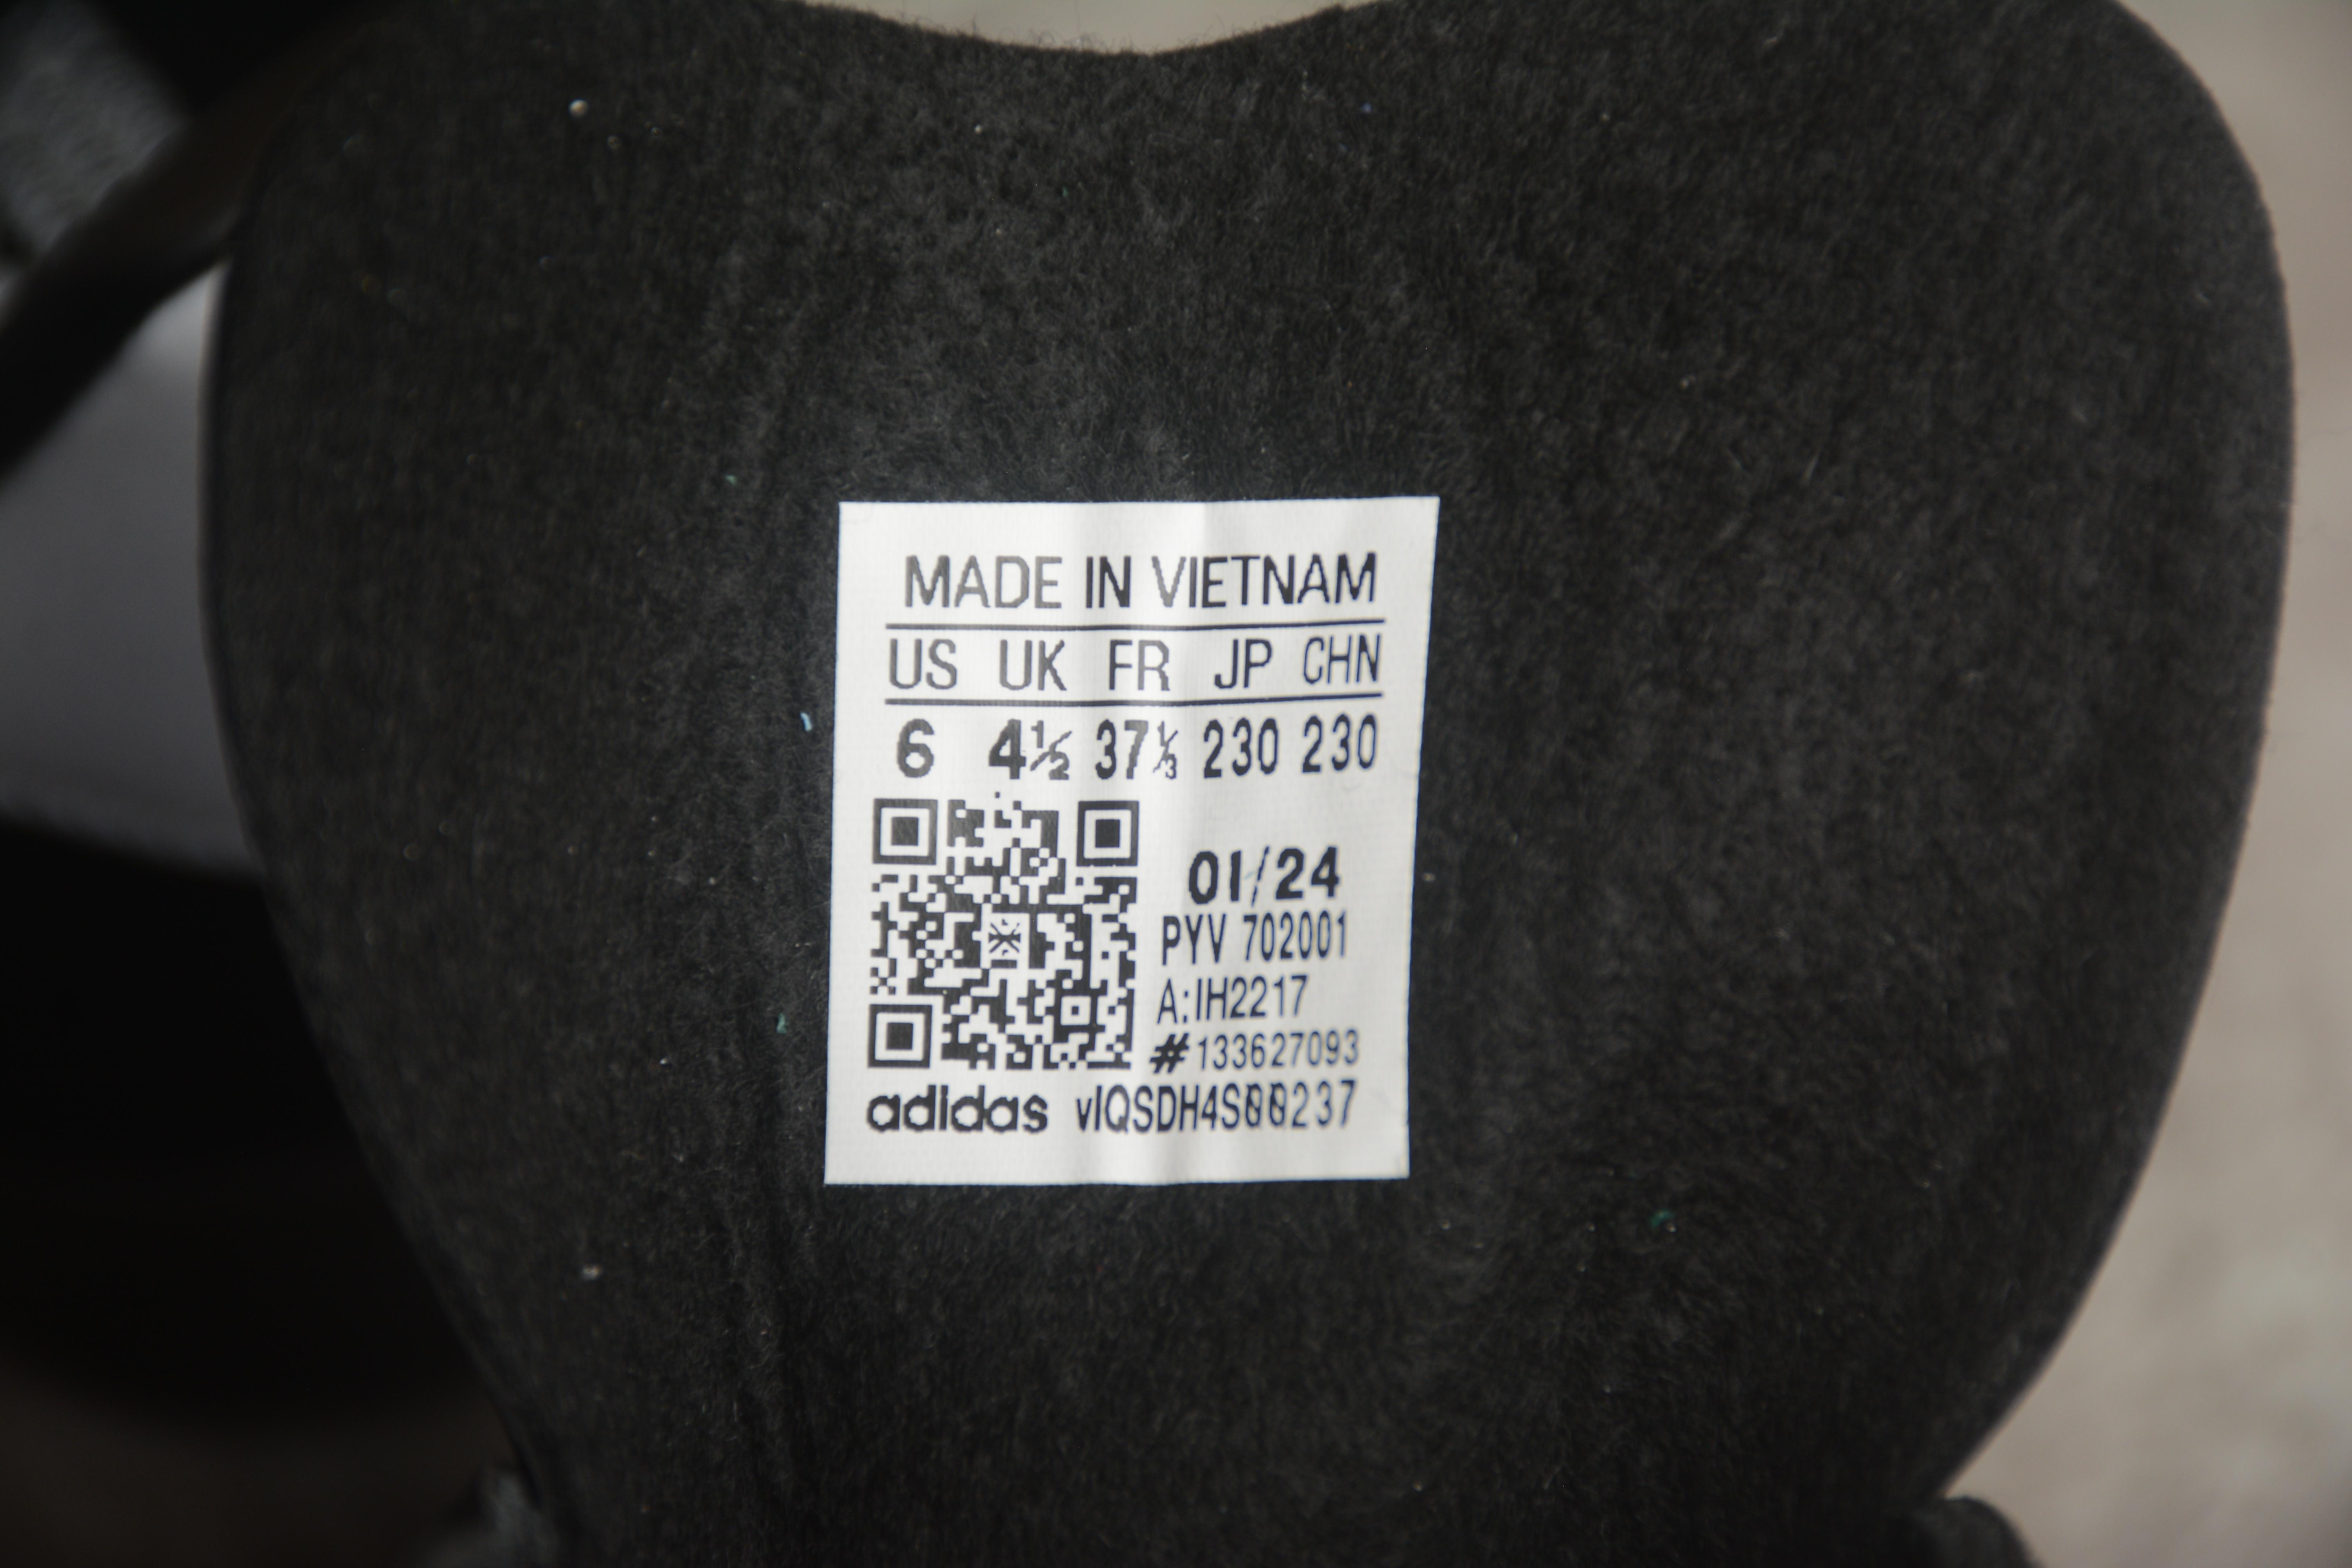 MADE IN VIETNAM
US UK FR JP CHN
6 4½ 37⅓ 230 230
01/24
PYV 702001
A:IH2217
#133627093
adidas vIQSDH4S00237